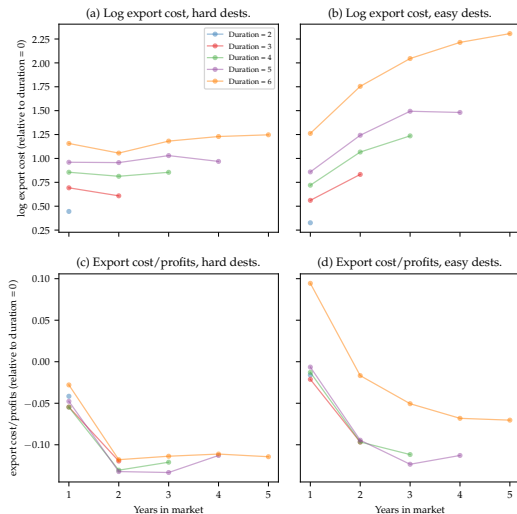 (a) Log export cost, hard dests.
(b) Log export cost, easy dests.
log export cost (relative to duration = 0)
2.25
2.00
1.75
1.50
1.25
1.00
0.75
0.50
0.25
Duration = 2
Duration = 3
Duration = 4
Duration = 5
Duration = 6
(c) Export cost/profits, hard dests.
(d) Export cost/profits, easy dests.
export cost/profits (relative to duration = 0)
0.10
0.05
0.00
−0.05
−0.10
1 2 3 4 5
1 2 3 4 5
Years in market
Years in market